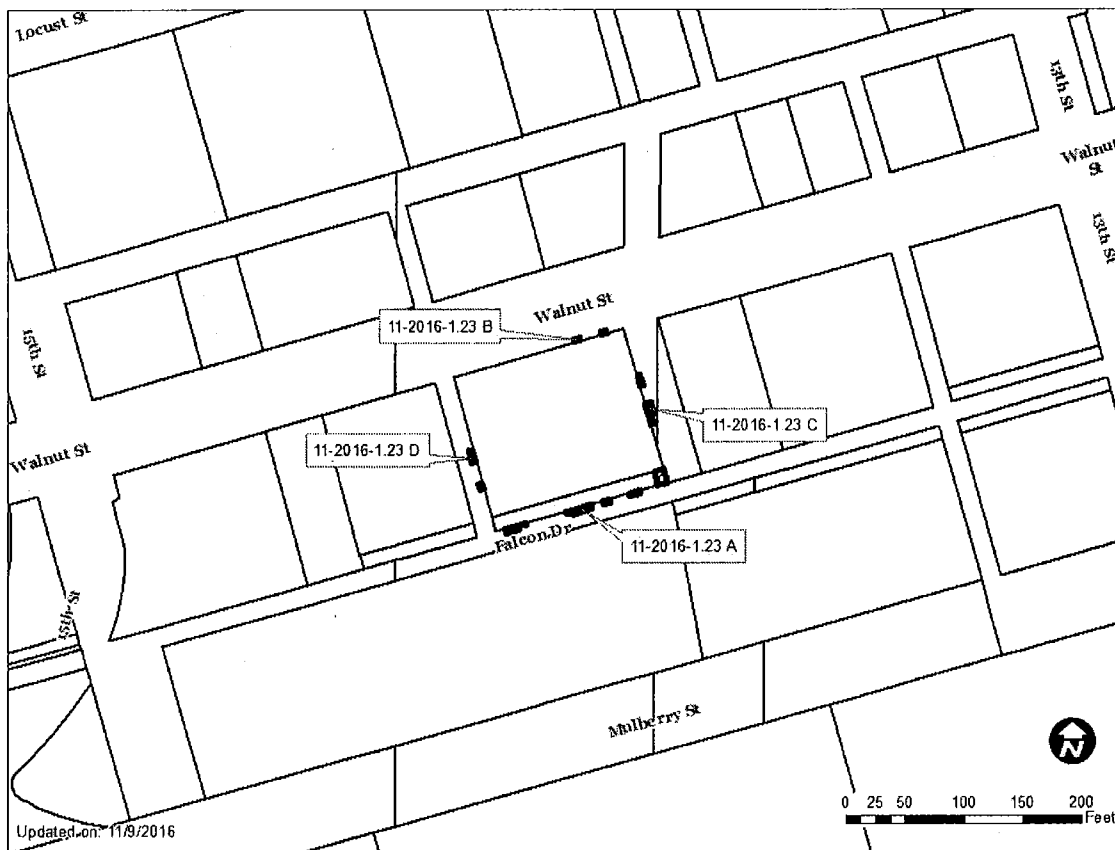 Locust St
13th St
Walnut
St
13th St
Walnut St
11-2016-1.23 B
15th St
11-2016-1.23 C
11-2016-1.23 D
Walnut St
Falcon Dr
11-2016-1.23 A
15th St
Mulberry St
N
0 25 50 100 150 200
Feet
Updated on: 11/9/2016